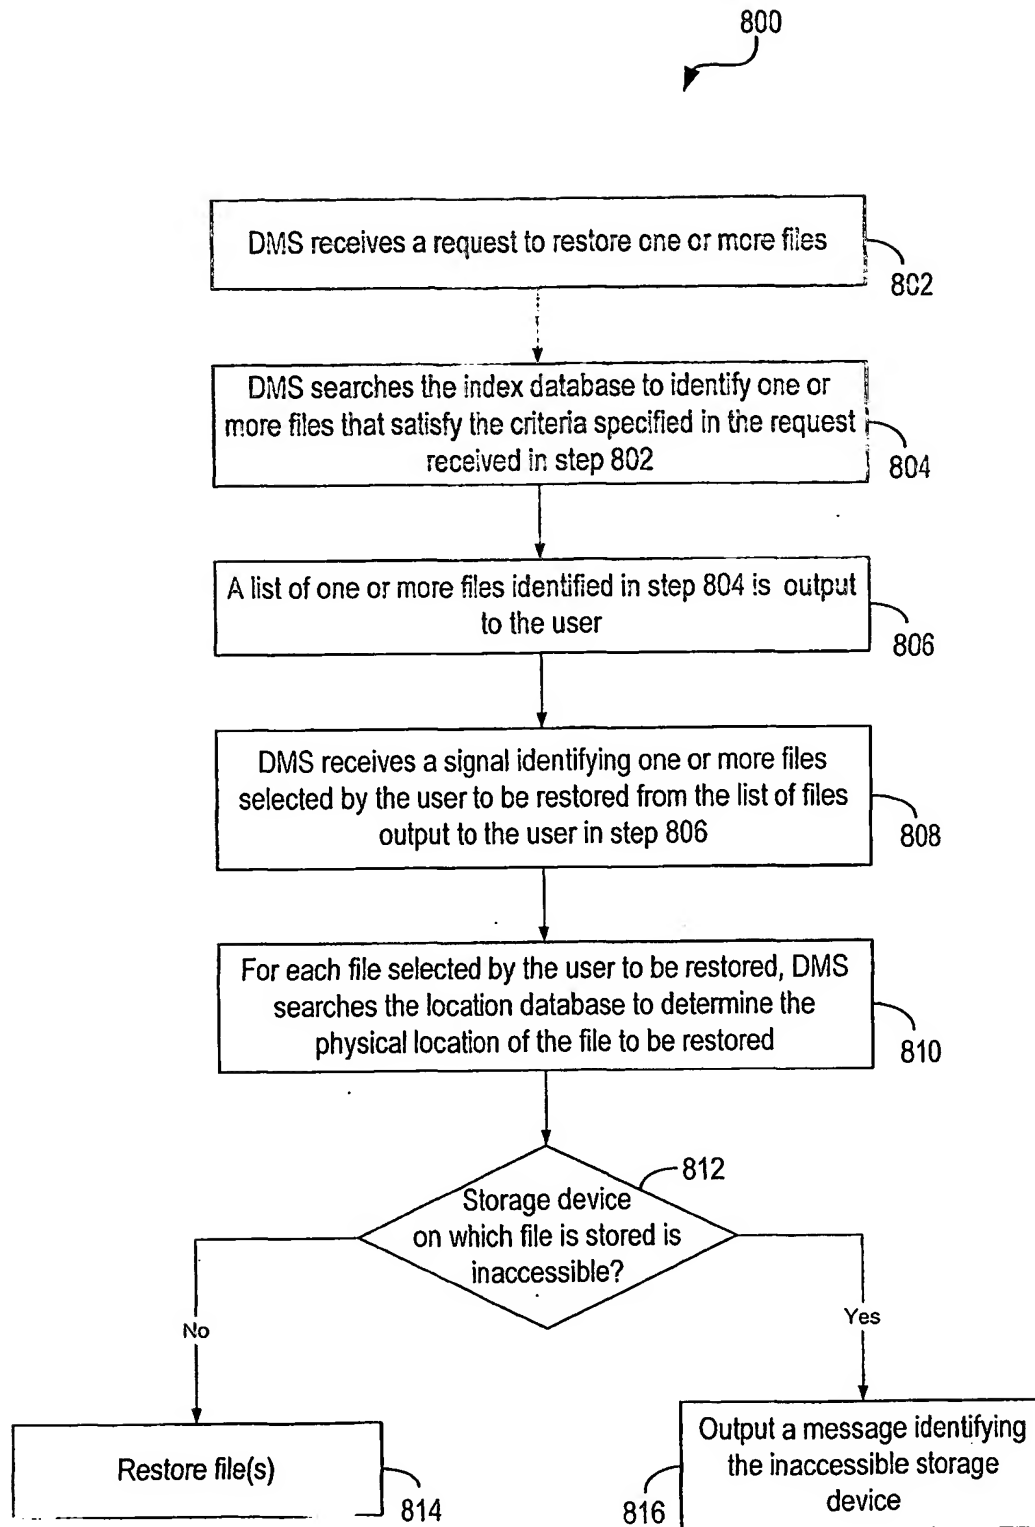 800
DMS receives a request to restore one or more files
802
DMS searches the index database to identify one or
more files that satisfy the criteria specified in the request
received in step 802
804
A list of one or more files identified in step 804 is output
to the user
806
DMS receives a signal identifying one or more files
selected by the user to be restored from the list of files
output to the user in step 806
808
For each file selected by the user to be restored, DMS
searches the location database to determine the
physical location of the file to be restored
810
812
Storage device
on which file is stored is
inaccessible?
No
Yes
Restore file(s)
814
Output a message identifying
the inaccessible storage
device
816